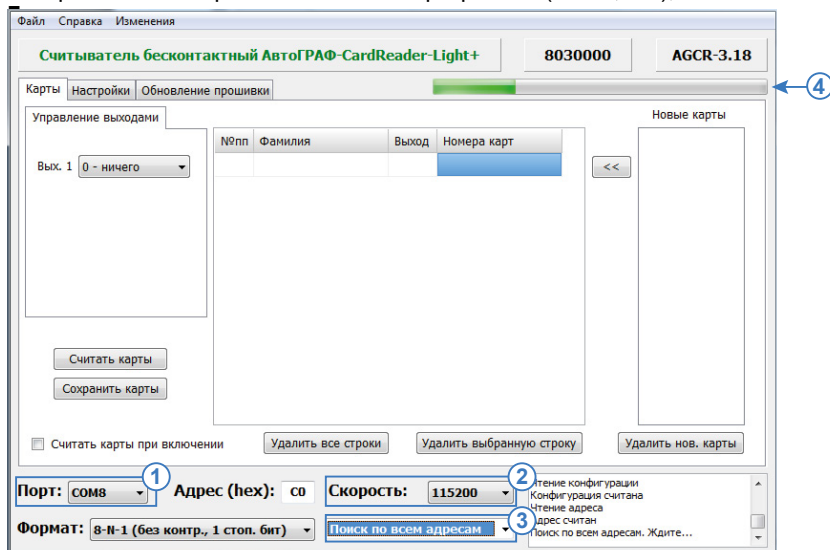 Файл Справка Изменения
Считыватель бесконтактный АвтоГРАФ-CardReader-Light+ 8030000 AGCR-3.18
Карты Настройки Обновление прошивки
4
Управление выходами
Новые карты
№пп Фамилия Выход Номера карт
Вых. 1 0 - ничего
<<
Считать карты
Сохранить карты
Считать карты при включении Удалить все строки Удалить выбранную строку Удалить нов. карты
1
2
Порт: COM8 Адрес (hex): C0 Скорость: 115200
Чтение конфигурации
Конфигурация считана
Чтение адреса
Адрес считан
Поиск по всем адресам. Ждите...
Формат: 8-N-1 (без контр., 1 стоп. бит) Поиск по всем адресам
3